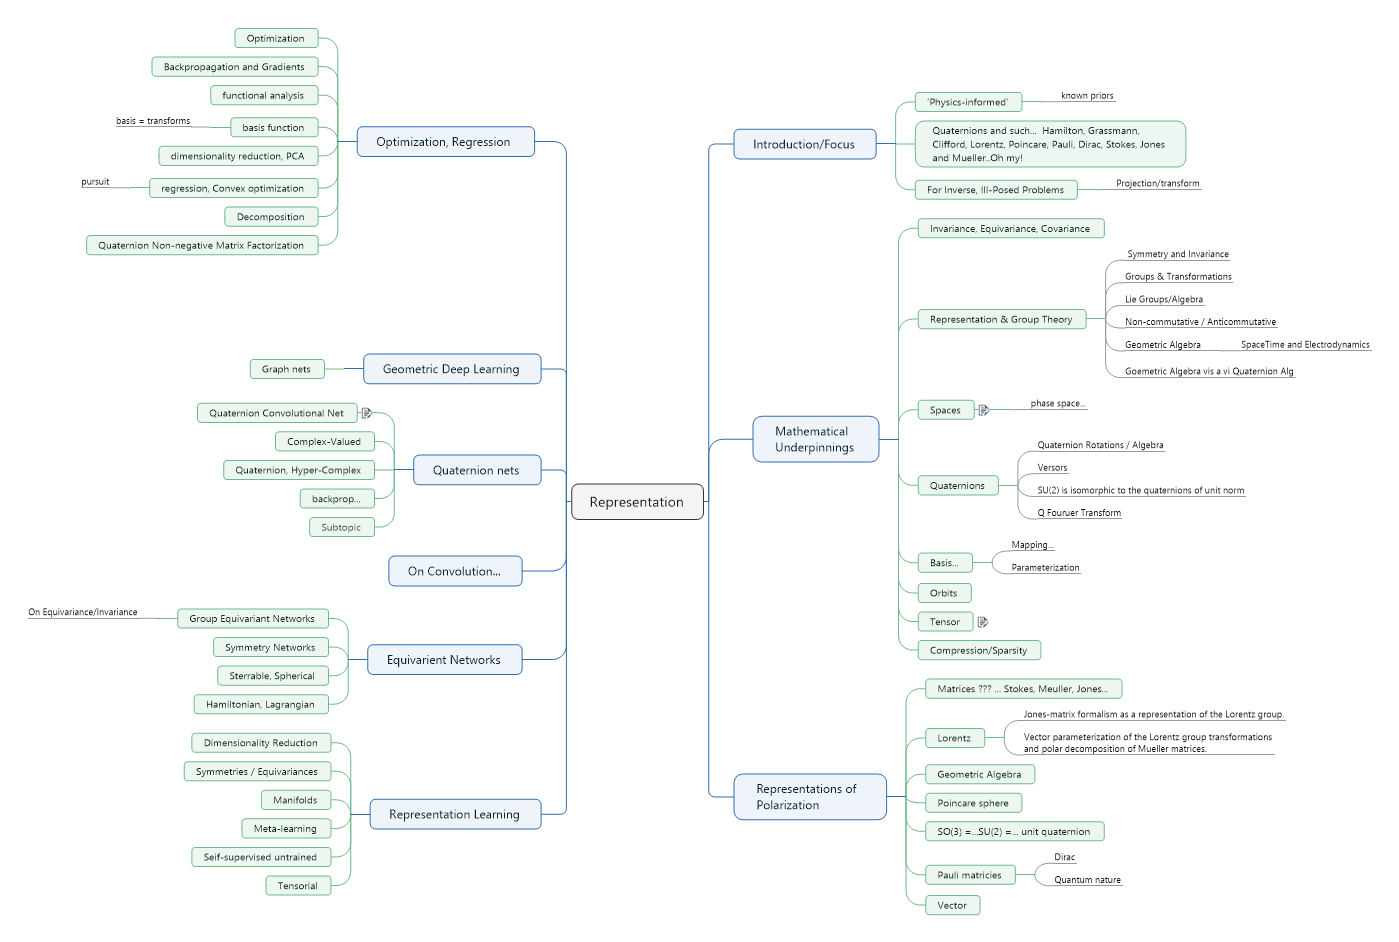 Representation
Optimization, Regression
Optimization
Backpropagation and Gradients
functional analysis
basis function
basis = transforms
dimensionality reduction, PCA
regression, Convex optimization
pursuit
Decomposition
Quaternion Non-negative Matrix Factorization
Geometric Deep Learning
Graph nets
Quaternion nets
Quaternion Convolutional Net
Complex-Valued
Quaternion, Hyper-Complex
backprop...
Subtopic
On Convolution...
Equivarient Networks
Group Equivariant Networks
On Equivariance/Invariance
Symmetry Networks
Sterrable, Spherical
Hamiltonian, Lagrangian
Representation Learning
Dimensionality Reduction
Symmetries / Equivariances
Manifolds
Meta-learning
Self-supervised untrained
Tensorial
Introduction/Focus
'Physics-informed'
known priors
Quaternions and such... Hamilton, Grassmann,
Clifford, Lorentz, Poincare, Pauli, Dirac, Stokes, Jones
and Mueller..Oh my!
For Inverse, Ill-Posed Problems
Projection/transform
Mathematical
Underpinnings
Invariance, Equivariance, Covariance
Representation & Group Theory
Symmetry and Invariance
Groups & Transformations
Lie Groups/Algebra
Non-commutative / Anticommutative
Geometric Algebra
SpaceTime and Electrodynamics
Goemetric Algebra vis a vi Quaternion Alg
Spaces
phase space...
Quaternions
Quaternion Rotations / Algebra
Versors
SU(2) is isomorphic to the quaternions of unit norm
Q Fouruer Transform
Basis...
Mapping...
Parameterization
Orbits
Tensor
Compression/Sparsity
Representations of
Polarization
Matrices ??? ... Stokes, Meuller, Jones...
Lorentz
Jones-matrix formalism as a representation of the Lorentz group.
Vector parameterization of the Lorentz group transformations
and polar decomposition of Mueller matrices.
Geometric Algebra
Poincare sphere
SO(3) =...SU(2) =... unit quaternion
Pauli matricies
Dirac
Quantum nature
Vector